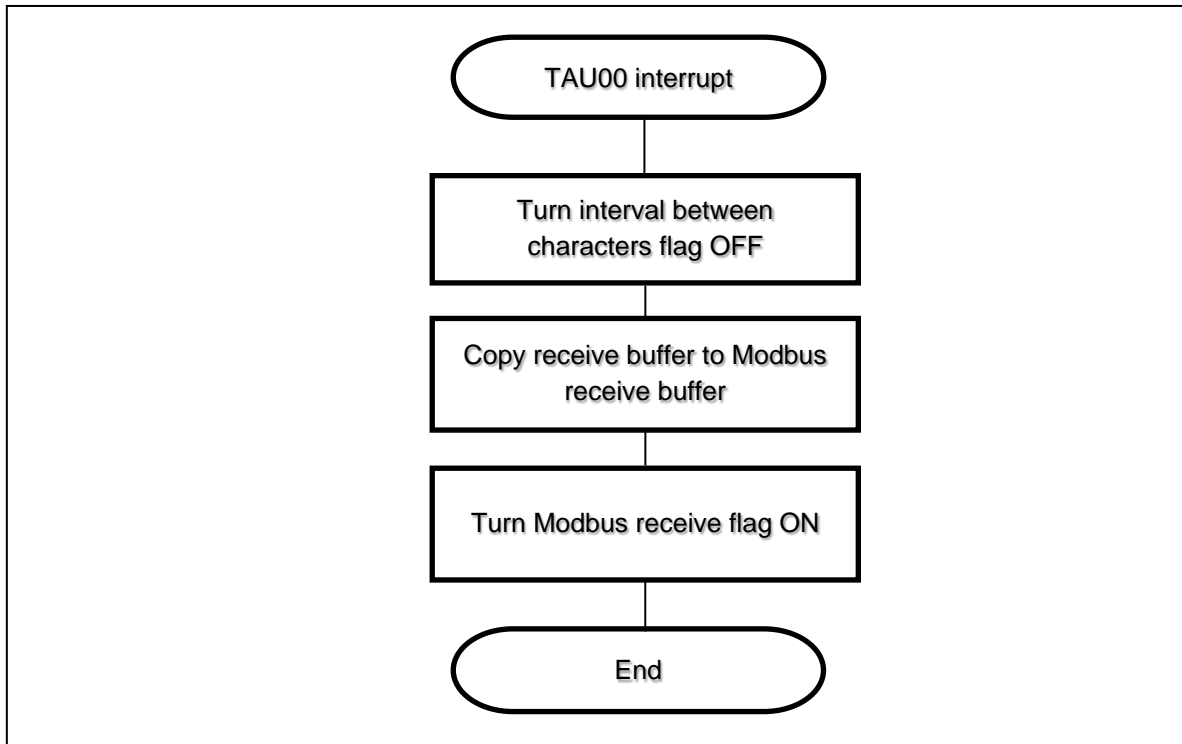 TAU00 interrupt
Turn interval between
characters flag OFF
Copy receive buffer to Modbus
receive buffer
Turn Modbus receive flag ON
End